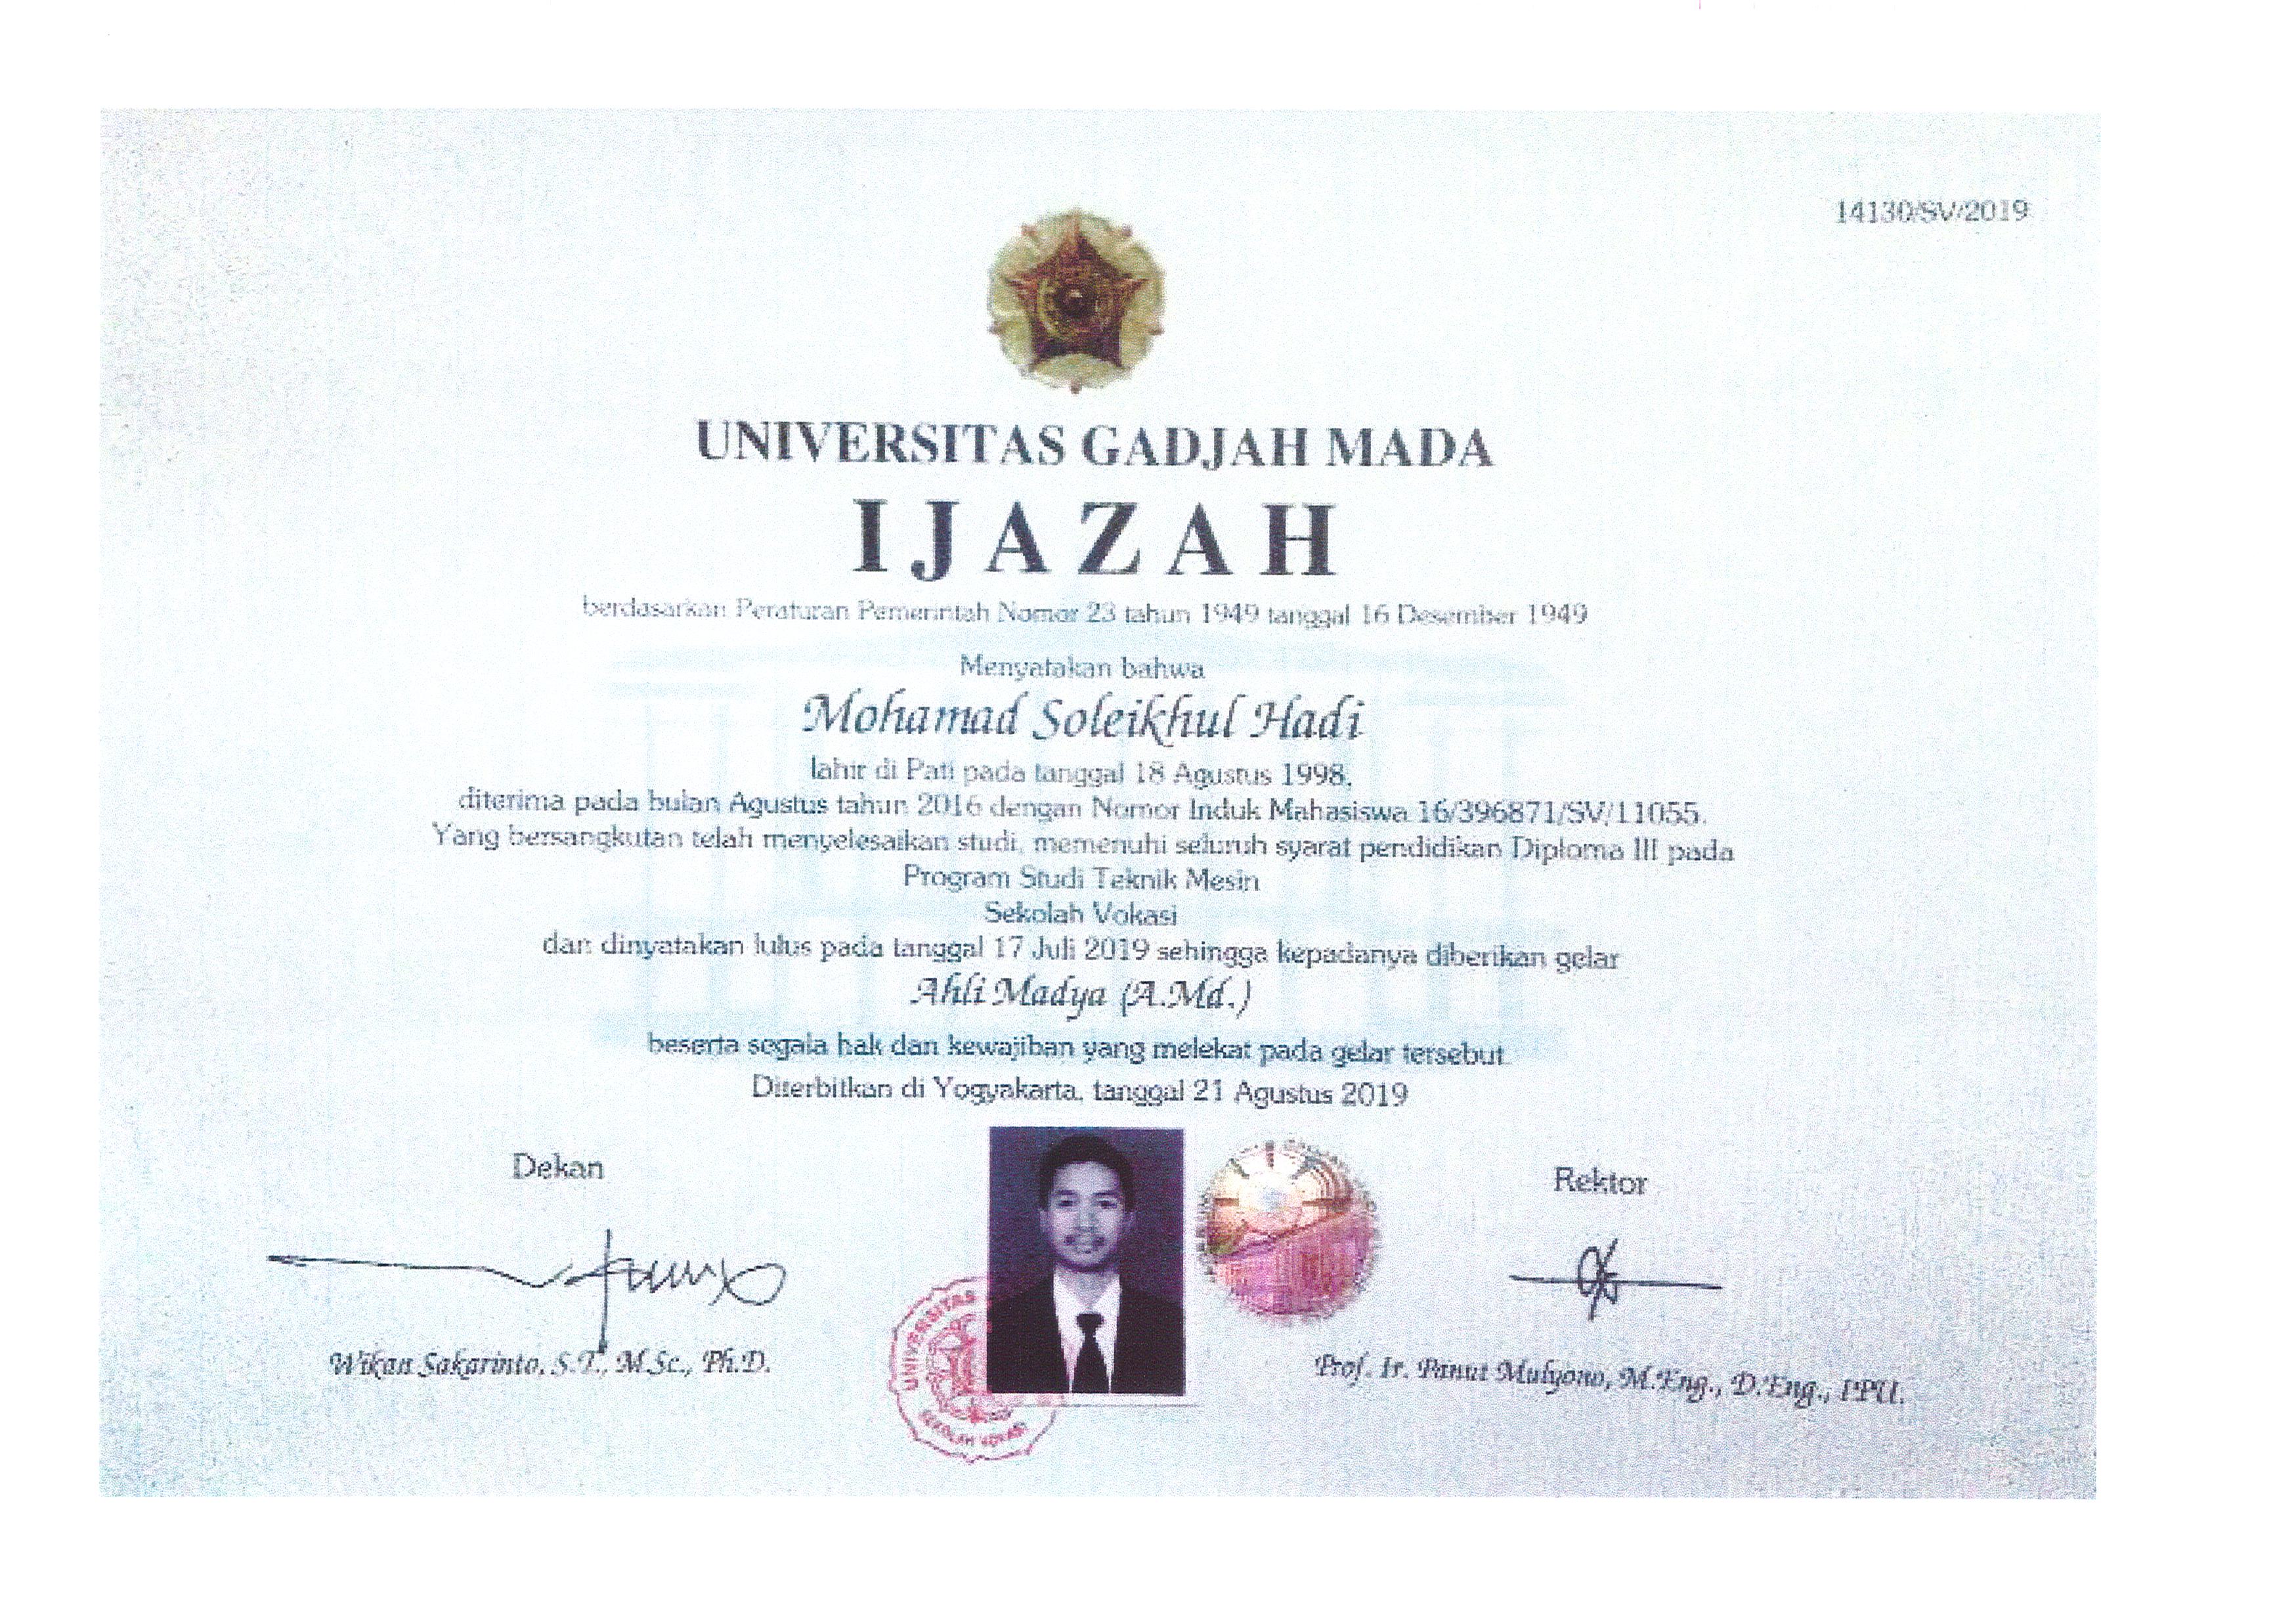 14130/SV/2019
UNIVERSITAS GADJAH MADA
IJAZAH
berdasarkan Peraturan Pemerintah Nomor 23 tahun 1949 tanggal 16 Desember 1949
Menyatakan bahwa
Mohamad Soleikhul Hadi
lahir di Pati pada tanggal 18 Agustus 1998,
diterima pada bulan Agustus tahun 2016 dengan Nomor Induk Mahasiswa 16/396871/SV/11055.
Yang bersangkutan telah menyelesaikan studi, memenuhi seluruh syarat pendidikan Diploma III pada
Program Studi Teknik Mesin
Sekolah Vokasi
dan dinyatakan lulus pada tanggal 17 Juli 2019 sehingga kepadanya diberikan gelar
Ahli Madya (A.Md.)
beserta segala hak dan kewajiban yang melekat pada gelar tersebut
Diterbitkan di Yogyakarta, tanggal 21 Agustus 2019
Dekan
Rektor
Wikan Sakarinto, S.T., M.Sc., Ph.D.
Prof. Ir. Panut Mulyono, M.Eng., D.Eng., IPU.
UNIVERSITAS
SEKOLAH VOKASI